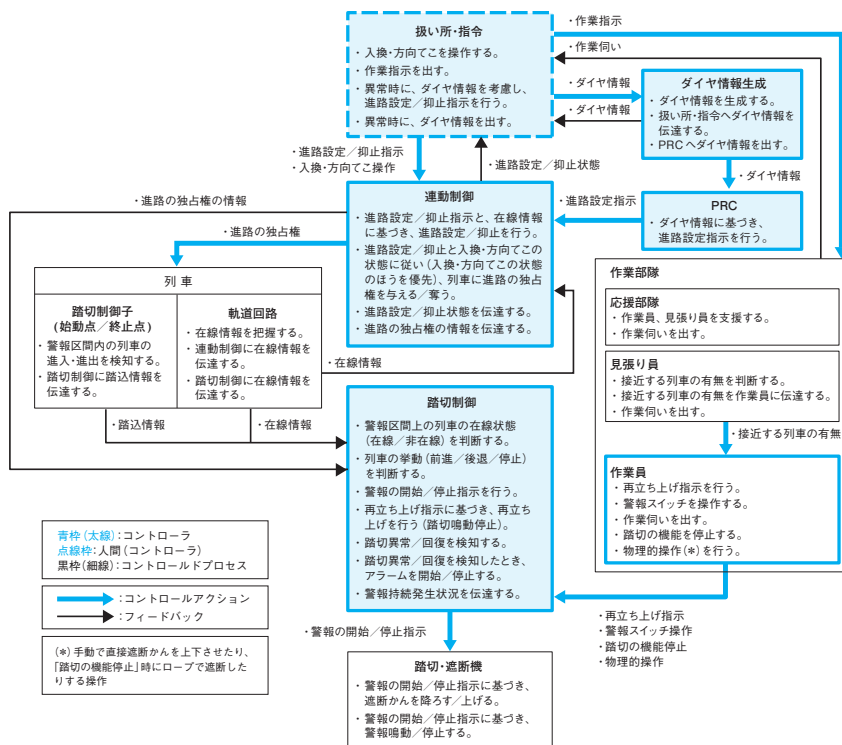 ・作業指示
扱い所・指令
・入換・方向てこを操作する。
・作業指示を出す。
・異常時に、ダイヤ情報を考慮し、
進路設定／抑止指示を行う。
・異常時に、ダイヤ情報を出す。
・作業伺い
・ダイヤ情報
・ダイヤ情報
ダイヤ情報生成
・ダイヤ情報を生成する。
・扱い所・指令へダイヤ情報を
伝達する。
・PRCへダイヤ情報を出す。
・進路設定／抑止指示
・入換・方向てこ操作
・進路設定／抑止状態
・ダイヤ情報
・進路の独占権の情報
連動制御
・進路設定／抑止指示と、在線情報
に基づき、進路設定／抑止を行う。
・進路設定／抑止と入換・方向てこの
状態に従い（入換・方向てこの状態
のほうを優先）、列車に進路の独占
権を与える／奪う。
・進路設定／抑止状態を伝達する。
・進路の独占権の情報を伝達する。
・進路設定指示
PRC
・ダイヤ情報に基づき、
進路設定指示を行う。
・進路の独占権
列車
踏切制御子
(始動点／終止点)
・警報区間内の列車の
進入・進出を検知する。
・踏切制御に踏込情報を
伝達する。
軌道回路
・在線情報を把握する。
・連動制御に在線情報を
伝達する。
・踏切制御に在線情報を
伝達する。
・在線情報
・踏込情報
・在線情報
作業部隊
応援部隊
・作業員、見張り員を支援する。
・作業伺いを出す。
見張り員
・接近する列車の有無を判断する。
・接近する列車の有無を作業員に伝達する。
・作業伺いを出す。
・接近する列車の有無
作業員
・再立ち上げ指示を行う。
・警報スイッチを操作する。
・作業伺いを出す。
・踏切の機能を停止する。
・物理的操作(＊)を行う。
踏切制御
・警報区間上の列車の在線状態
（在線／非在線）を判断する。
・列車の挙動（前進／後退／停止）
を判断する。
・警報の開始／停止指示を行う。
・再立ち上げ指示に基づき、再立ち
上げを行う（踏切鳴動停止）。
・踏切異常／回復を検知する。
・踏切異常／回復を検知したとき、
アラームを開始／停止する。
・警報持続発生状況を伝達する。
・再立ち上げ指示
・警報スイッチ操作
・踏切の機能停止
・物理的操作
・警報の開始／停止指示
踏切・遮断機
・警報の開始／停止指示に基づき、
遮断かんを降ろす／上げる。
・警報の開始／停止指示に基づき、
警報鳴動／停止する。
青枠（太線）：コントローラ
点線枠：人間（コントローラ）
黒枠（細線）：コントロールドプロセス
：コントロールアクション
：フィードバック
(＊)手動で直接遮断かんを上下させたり、
「踏切の機能停止」時にロープで遮断した
りする操作